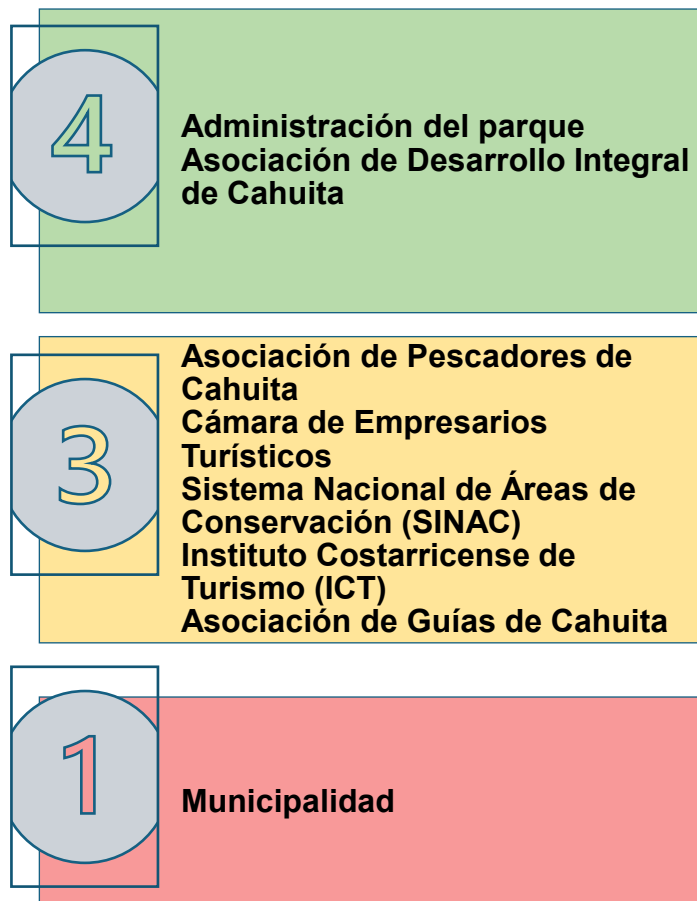 4
Administración del parque
Asociación de Desarrollo Integral
de Cahuita
3
Asociación de Pescadores de
Cahuita
Cámara de Empresarios
Turísticos
Sistema Nacional de Áreas de
Conservación (SINAC)
Instituto Costarricense de
Turismo (ICT)
Asociación de Guías de Cahuita
1
Municipalidad